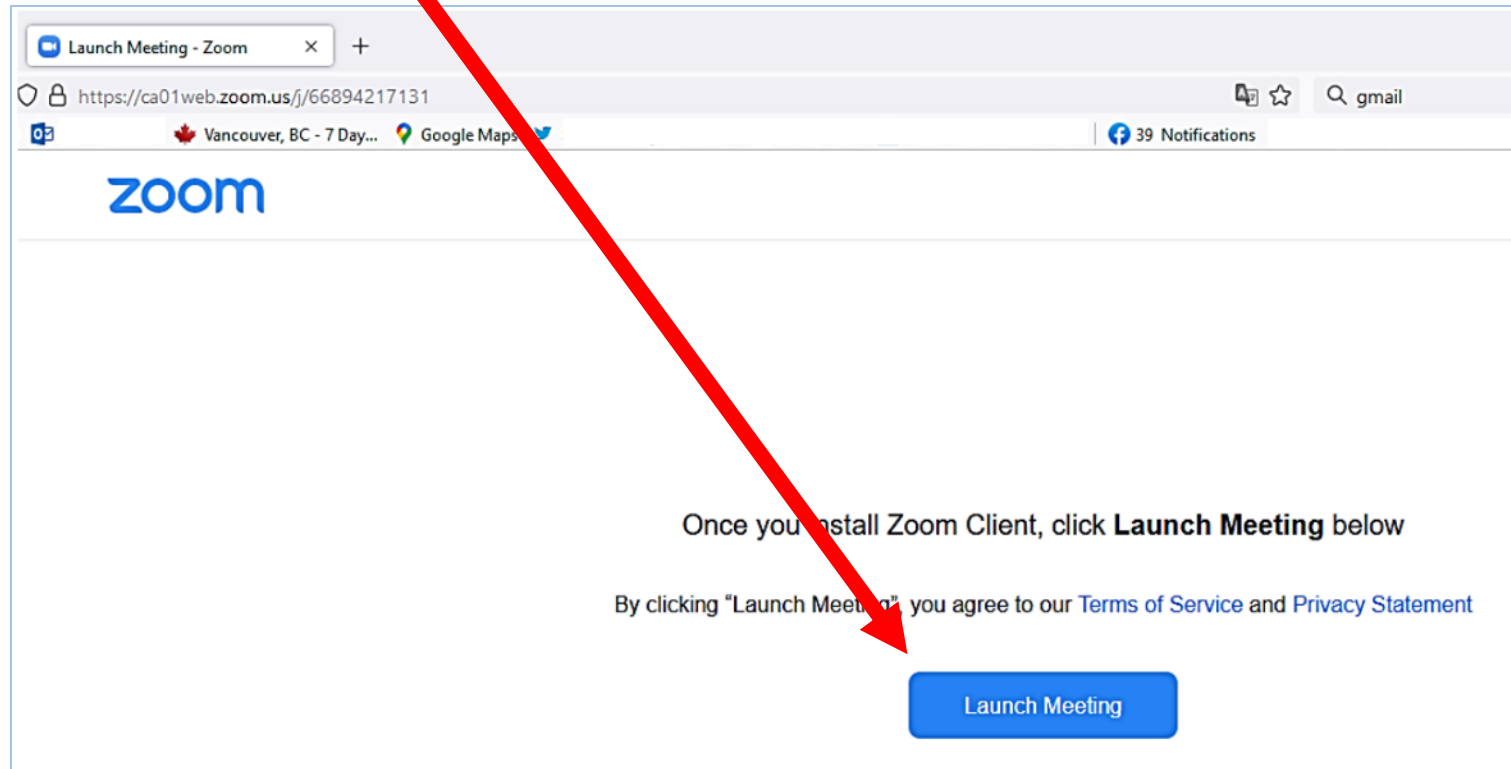 Launch Meeting - Zoom
https://ca01web.zoom.us/j/66894217131
gmail
Vancouver, BC - 7 Day... Google Maps
39 Notifications
zoom
Once you install Zoom Client, click Launch Meeting below
By clicking “Launch Meeting”, you agree to our Terms of Service and Privacy Statement
Launch Meeting